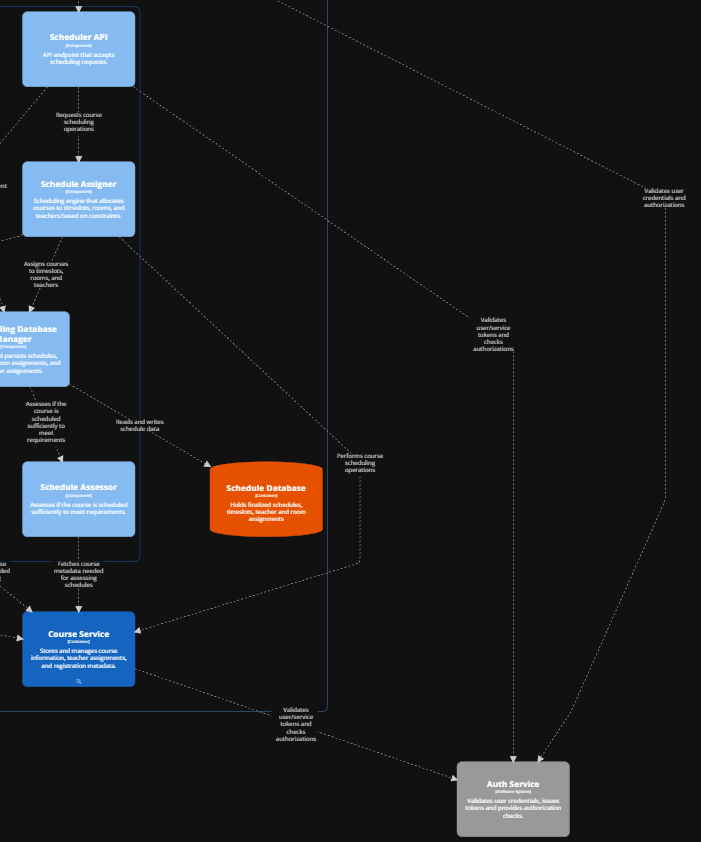 Scheduler API
[Component]
API endpoint that accepts
scheduling requests.
Requests course
scheduling
operations
ent
Validates user
credentials and
authorizations
Schedule Assigner
[Component]
Scheduling engine that allocates
courses to timeslots, rooms, and
teachers based on constraints.
Assigns courses
to timeslots,
rooms, and
teachers
Validates
user/service
tokens and
checks
authorizations
ling Database
Manager
[Component]
d persists schedules,
om assignments, and
er assignments.
Assesses if the
course is
scheduled
sufficiently to
meet
requirements
Reads and writes
schedule data
Performs course
scheduling
operations
Schedule Assessor
[Component]
Assesses if the course is scheduled
sufficiently to meet requirements.
Schedule Database
[Container]
Holds finalized schedules,
timeslots, teacher and room
assignments
se
ded
t
Fetches course
metadata needed
for assessing
schedules
Course Service
[Container]
Stores and manages course
information, teacher assignments,
and registration metadata.
Validates
user/service
tokens and
checks
authorizations
Auth Service
[Software System]
Validates user credentials, issues
tokens and provides authorization
checks.